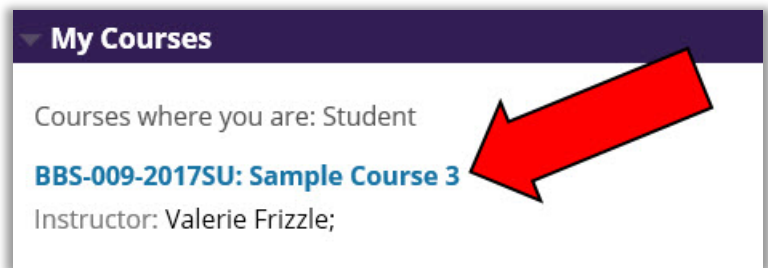 My Courses
Courses where you are: Student
BBS-009-2017SU: Sample Course 3
Instructor: Valerie Frizzle;